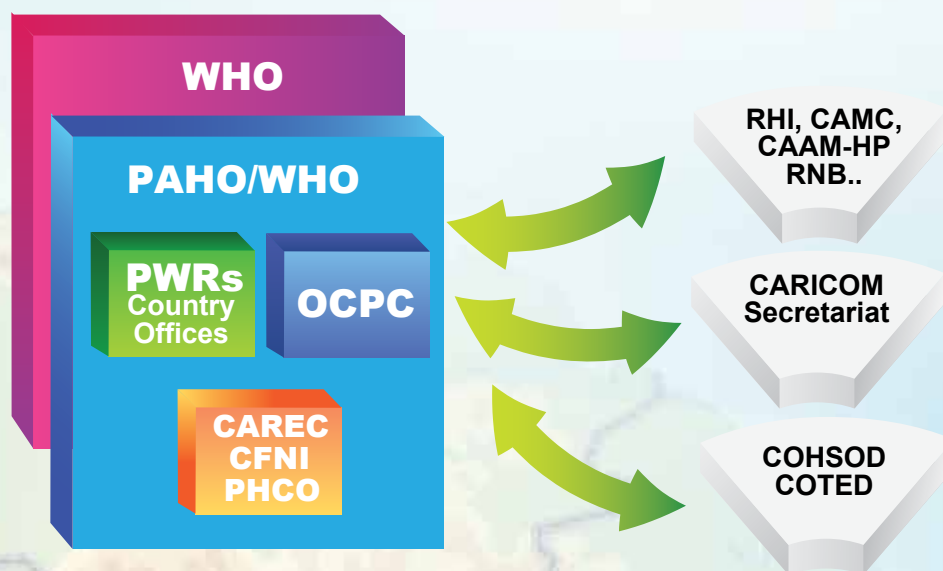 WHO
PAHO/WHO
PWRs
Country
Offices
OCPC
CAREC
CFNI
PHCO
RHI, CAMC,
CAAM-HP
RNB..
CARICOM
Secretariat
COHSOD
COTED